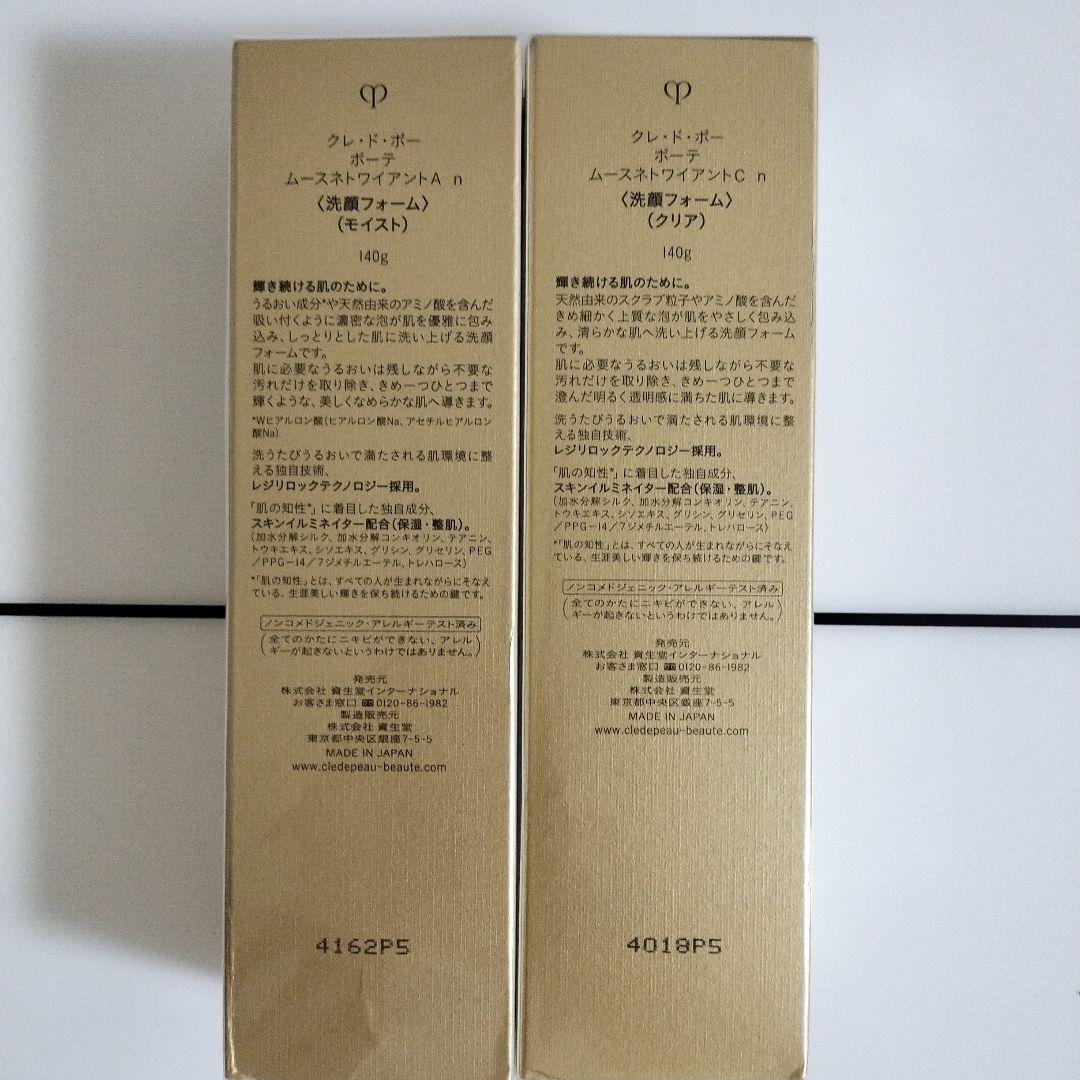 クレ・ド・ポー
ボーテ
ムースネトワイアントA n
〈洗顔フォーム〉
(モイスト)
140g
輝き続ける肌のために。
うるおい成分*や天然由来のアミノ酸を含んだ
吸い付くように濃密な泡が肌を優雅に包み
込み、しっとりとした肌に洗い上げる洗顔
フォームです。
肌に必要なうるおいは残しながら不要な
汚れだけを取り除き、きめ一つひとつまで
輝くような、美しくなめらかな肌へ導きます。
*Wヒアルロン酸(ヒアルロン酸Na、アセチルヒアルロン
酸Na)
洗うたびうるおいで満たされる肌環境に整
える独自技術、
レジリロックテクノロジー採用。
「肌の知性*」に着目した独自成分、
スキンイルミネイター配合(保湿・整肌)。
(加水分解シルク、加水分解コンキオリン、テアニン、
トウキエキス、シソエキス、グリシン、グリセリン、PEG
/PPG-14/7ジメチルエーテル、トレハロース)
*「肌の知性」とは、すべての人が生まれながらにそなえ
ている、生涯美しい輝きを保ち続けるための鍵です。
ノンコメドジェニック・アレルギーテスト済み
(全てのかたにニキビができない、アレル
ギーが起きないというわけではありません。)
発売元
株式会社 資生堂インターナショナル
お客さま窓口 0120-86-1982
製造販売元
株式会社 資生堂
東京都中央区銀座7-5-5
MADE IN JAPAN
www.cledepeau-beaute.com
4162P5
クレ・ド・ポー
ボーテ
ムースネトワイアントC n
〈洗顔フォーム〉
(クリア)
140g
輝き続ける肌のために。
天然由来のスクラブ粒子やアミノ酸を含んだ
きめ細かく上質な泡が肌をやさしく包み込
み、清らかな肌へ洗い上げる洗顔フォーム
です。
肌に必要なうるおいは残しながら不要な
汚れだけを取り除き、きめ一つひとつまで
澄んだ明るく透明感に満ちた肌に導きます。
洗うたびうるおいで満たされる肌環境に整
える独自技術、
レジリロックテクノロジー採用。
「肌の知性*」に着目した独自成分、
スキンイルミネイター配合(保湿・整肌)。
(加水分解シルク、加水分解コンキオリン、テアニン、
トウキエキス、シソエキス、グリシン、グリセリン、PEG
/PPG-14/7ジメチルエーテル、トレハロース)
*「肌の知性」とは、すべての人が生まれながらにそなえ
ている、生涯美しい輝きを保ち続けるための鍵です。
ノンコメドジェニック・アレルギーテスト済み
(全てのかたにニキビができない、アレル
ギーが起きないというわけではありません。)
発売元
株式会社 資生堂インターナショナル
お客さま窓口 0120-86-1982
製造販売元
株式会社 資生堂
東京都中央区銀座7-5-5
MADE IN JAPAN
www.cledepeau-beaute.com
4018P5